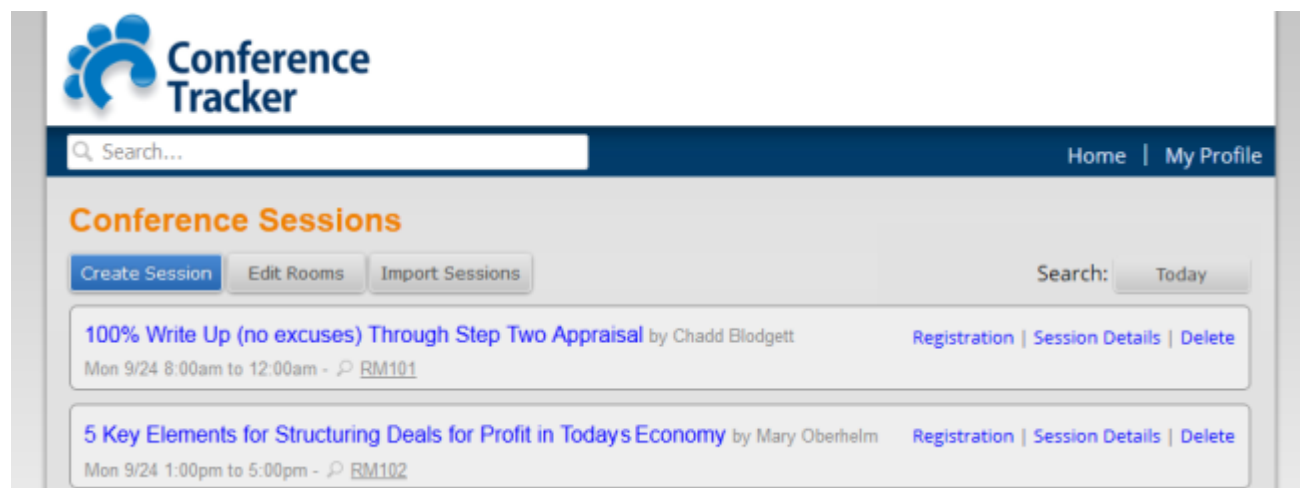 Conference
Tracker
Search...
Home | My Profile
Conference Sessions
Create Session Edit Rooms Import Sessions Search: Today
100% Write Up (no excuses) Through Step Two Appraisal by Chadd Blodgett Registration | Session Details | Delete
Mon 9/24 8:00am to 12:00am - RM101
5 Key Elements for Structuring Deals for Profit in Todays Economy by Mary Oberhelm Registration | Session Details | Delete
Mon 9/24 1:00pm to 5:00pm - RM102